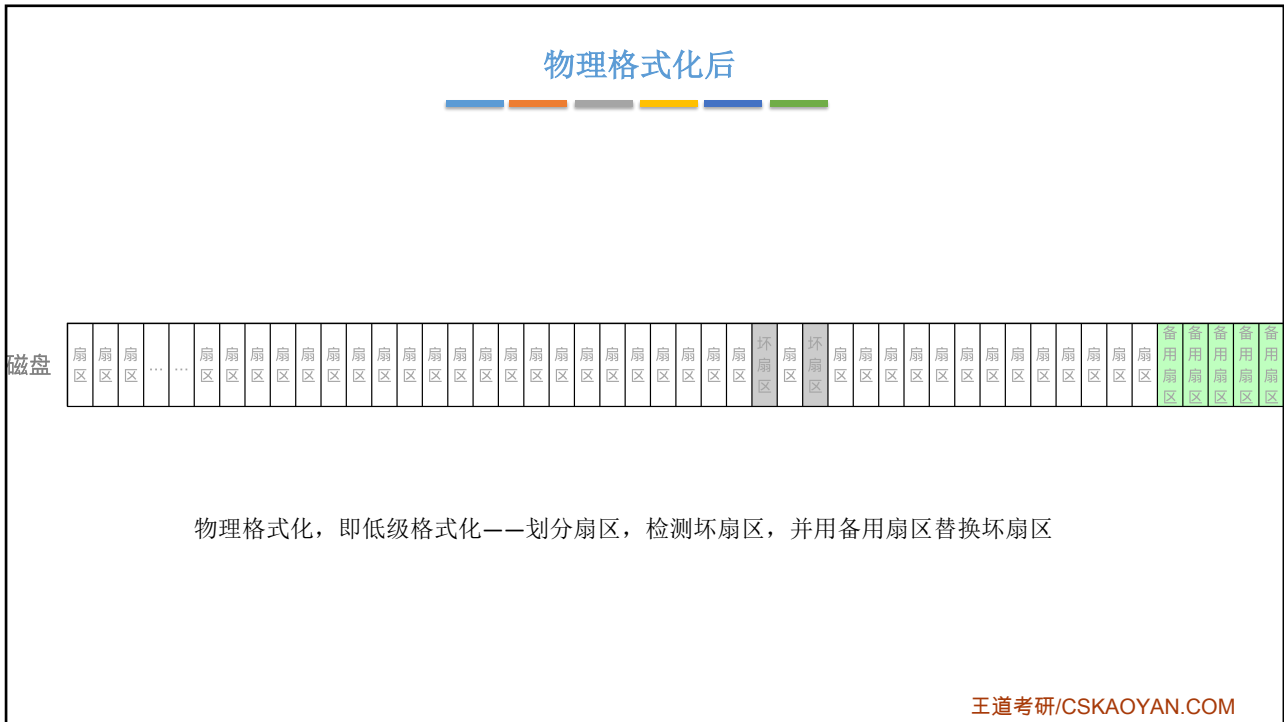 物理格式化后
磁盘 扇区 扇区 扇区 … … 扇区 扇区 扇区 扇区 扇区 扇区 扇区 扇区 扇区 扇区 扇区 扇区 扇区 扇区 扇区 扇区 扇区 扇区 扇区 扇区 扇区 扇区 坏扇区 扇区 坏扇区 扇区 扇区 扇区 扇区 扇区 扇区 扇区 扇区 扇区 扇区 扇区 扇区 扇区 备用扇区 备用扇区 备用扇区 备用扇区 备用扇区
物理格式化，即低级格式化——划分扇区，检测坏扇区，并用备用扇区替换坏扇区
王道考研/CSKAOYAN.COM